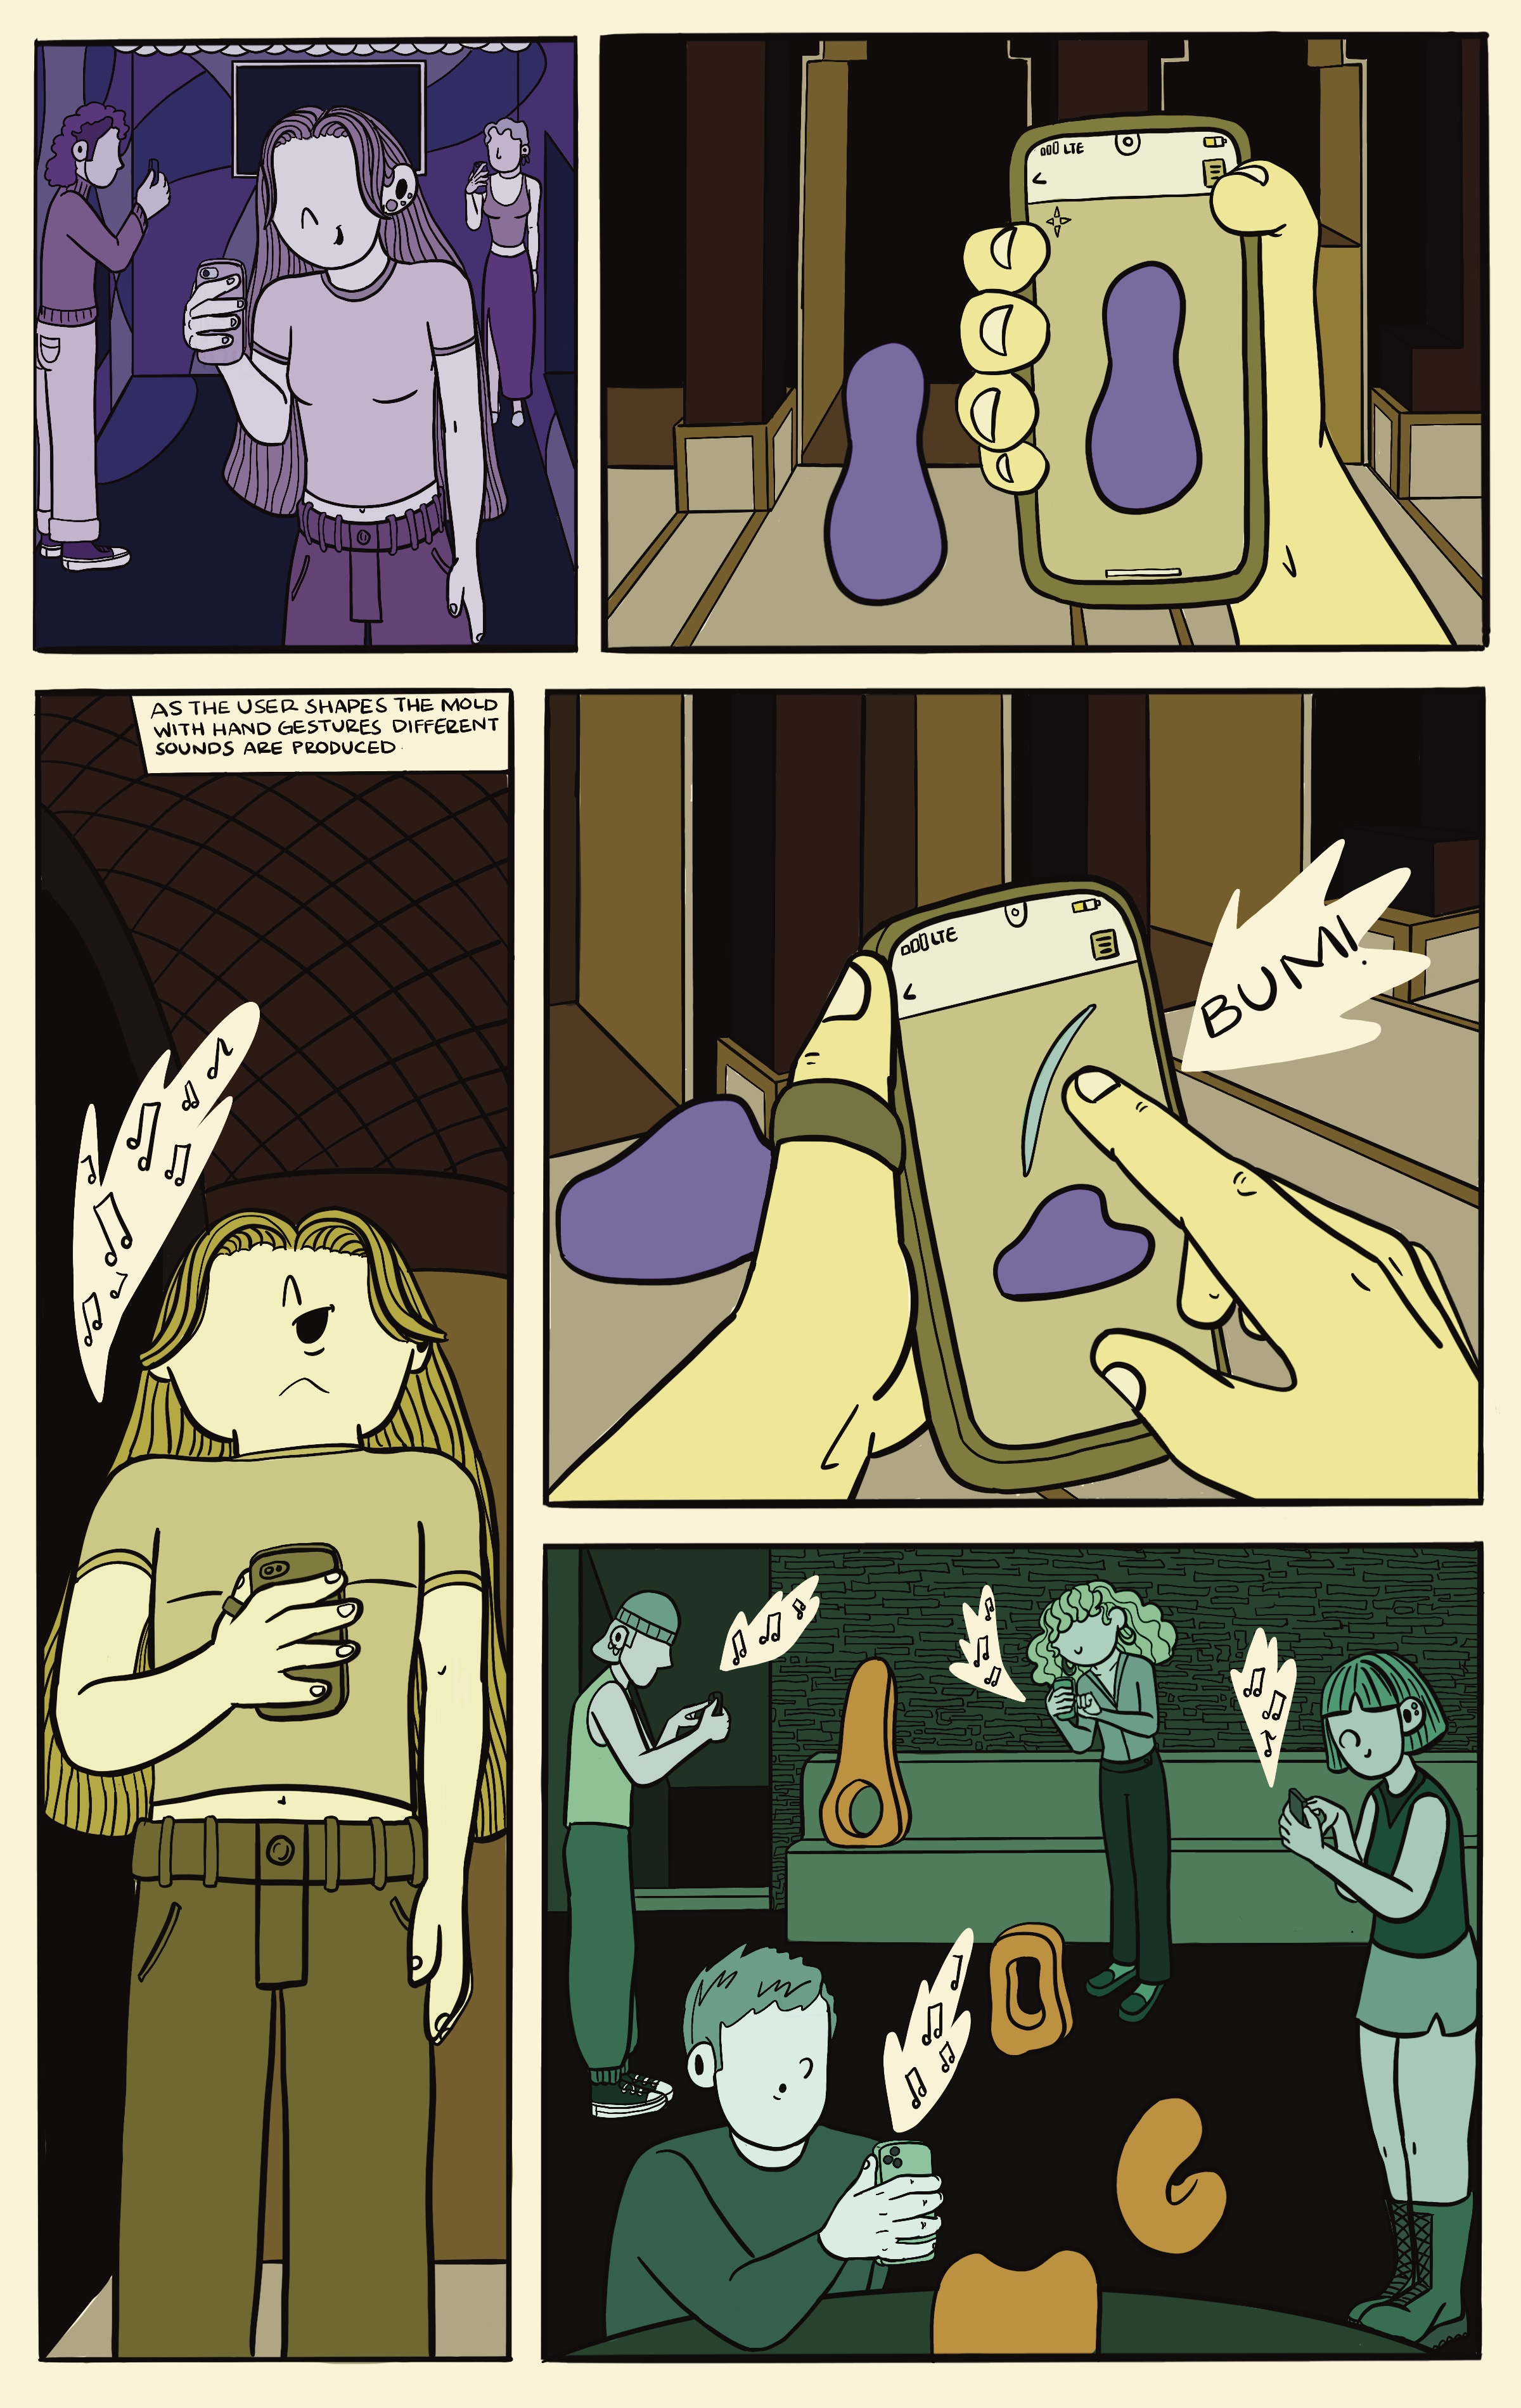 LTE
<
AS THE USER SHAPES THE MOLD
WITH HAND GESTURES DIFFERENT
SOUNDS ARE PRODUCED.
LTE
<
BUM!